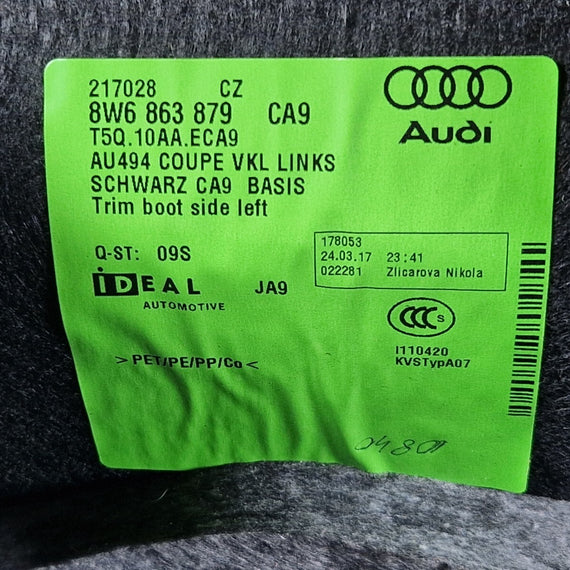 217028 CZ
8W6 863 879 CA9
T5Q.10AA.ECA9
AU494 COUPE VKL LINKS
SCHWARZ CA9 BASIS
Trim boot side left
Audi
Q-ST: 09S
iDEAL JA9
AUTOMOTIVE
178053
24.03.17 23:41
022281 Zlicarova Nikola
CCC S
I110420
KVSTypA07
>PET/PE/PP/Co<